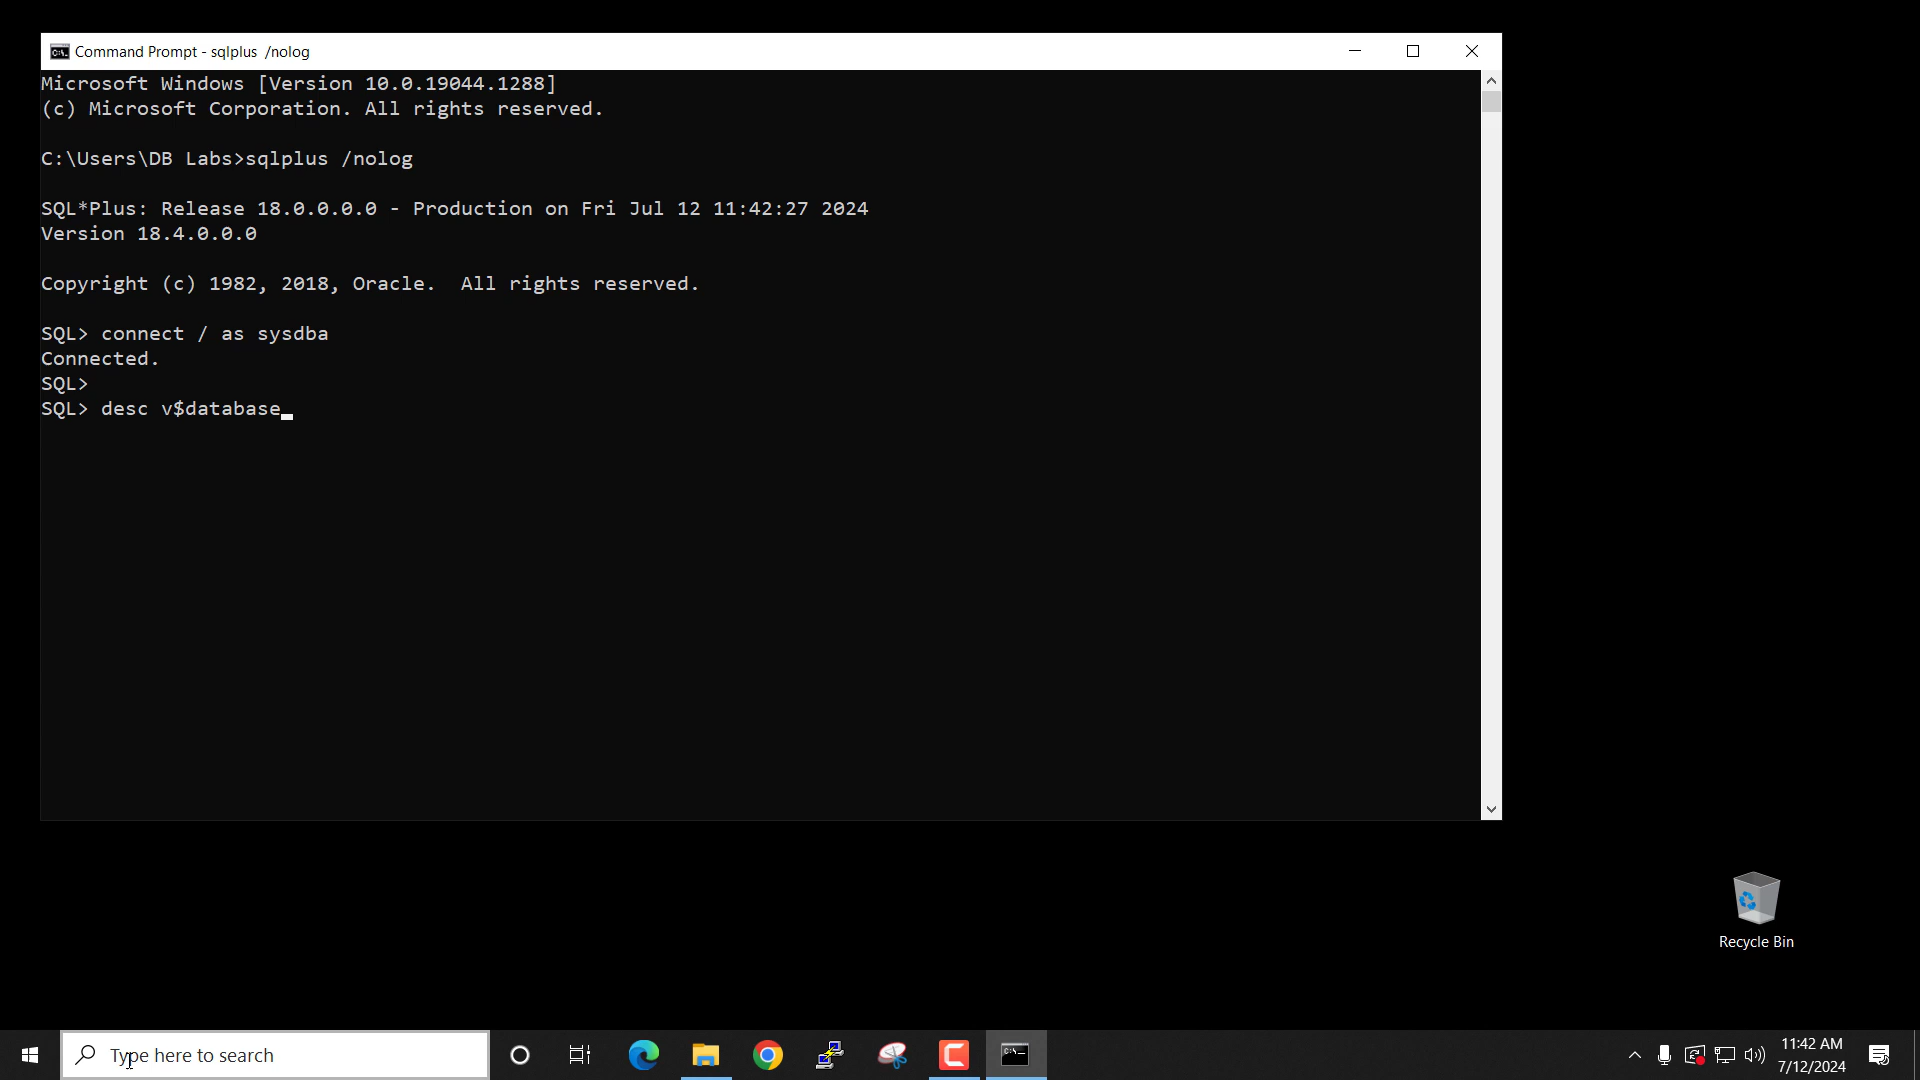 Command Prompt - sqlplus /nolog
Microsoft Windows [Version 10.0.19044.1288]
(c) Microsoft Corporation. All rights reserved.
C:\Users\DB Labs>sqlplus /nolog
SQL*Plus: Release 18.0.0.0.0 - Production on Fri Jul 12 11:42:27 2024
Version 18.4.0.0.0
Copyright (c) 1982, 2018, Oracle.  All rights reserved.
SQL> connect / as sysdba
Connected.
SQL>
SQL> desc v$database
Recycle Bin
Type here to search
11:42 AM
7/12/2024